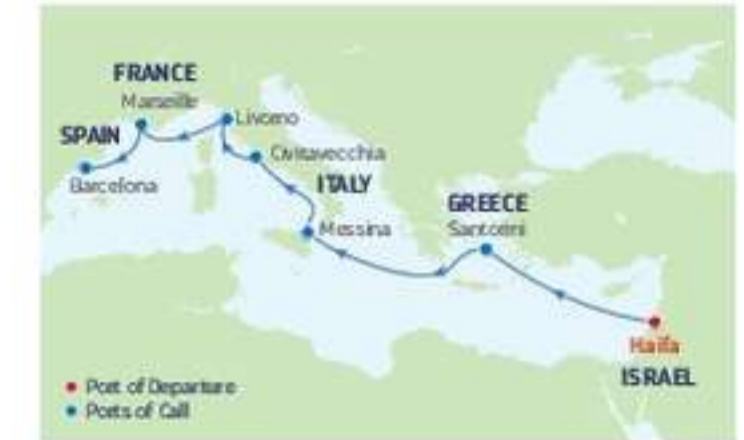 FRANCE
Marseille
SPAIN
Barcelona
Livorno
Civitavecchia
ITALY
Messina
GREECE
Santorini
Haifa
ISRAEL
Port of Departure
Ports of Call